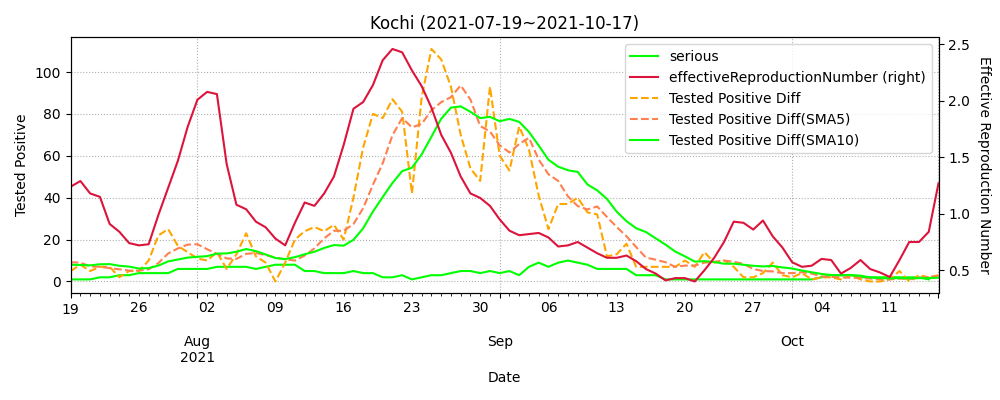 Kochi (2021-07-19~2021-10-17)
serious
effectiveReproductionNumber (right)
Tested Positive Diff
Tested Positive Diff(SMA5)
Tested Positive Diff(SMA10)
Tested Positive
100
80
60
40
20
0
2.5
2.0
1.5
1.0
0.5
Effective Reproduction Number
19 26 02 09 16 23 30 06 13 20 27 04 11
Aug Sep Oct
2021
Date